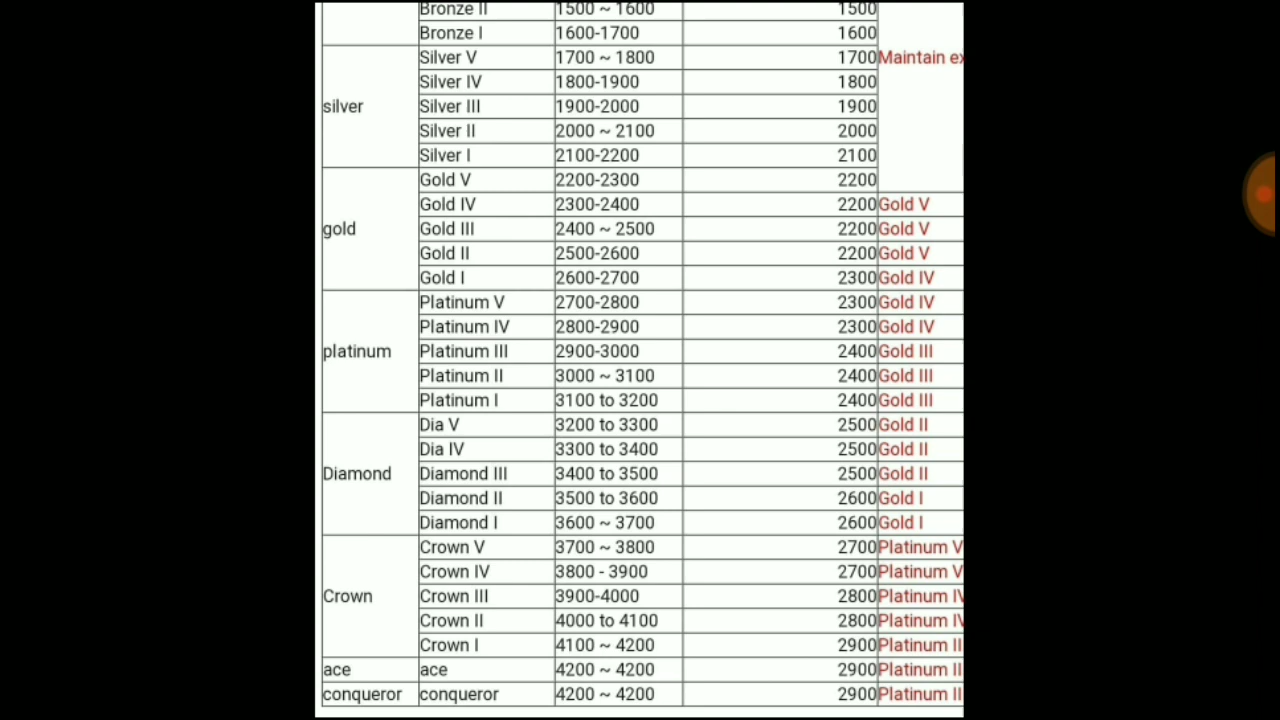 Bronze II 1500 ~ 1600 1500
Bronze I 1600-1700 1600
silver Silver V 1700 ~ 1800 1700 Maintain ex
Silver IV 1800-1900 1800
Silver III 1900-2000 1900
Silver II 2000 ~ 2100 2000
Silver I 2100-2200 2100
gold Gold V 2200-2300 2200
Gold IV 2300-2400 2200 Gold V
Gold III 2400 ~ 2500 2200 Gold V
Gold II 2500-2600 2200 Gold V
Gold I 2600-2700 2300 Gold IV
platinum Platinum V 2700-2800 2300 Gold IV
Platinum IV 2800-2900 2300 Gold IV
Platinum III 2900-3000 2400 Gold III
Platinum II 3000 ~ 3100 2400 Gold III
Platinum I 3100 to 3200 2400 Gold III
Diamond Dia V 3200 to 3300 2500 Gold II
Dia IV 3300 to 3400 2500 Gold II
Diamond III 3400 to 3500 2500 Gold II
Diamond II 3500 to 3600 2600 Gold I
Diamond I 3600 ~ 3700 2600 Gold I
Crown Crown V 3700 ~ 3800 2700 Platinum V
Crown IV 3800 - 3900 2700 Platinum V
Crown III 3900-4000 2800 Platinum IV
Crown II 4000 to 4100 2800 Platinum IV
Crown I 4100 ~ 4200 2900 Platinum II
ace ace 4200 ~ 4200 2900 Platinum II
conqueror conqueror 4200 ~ 4200 2900 Platinum II